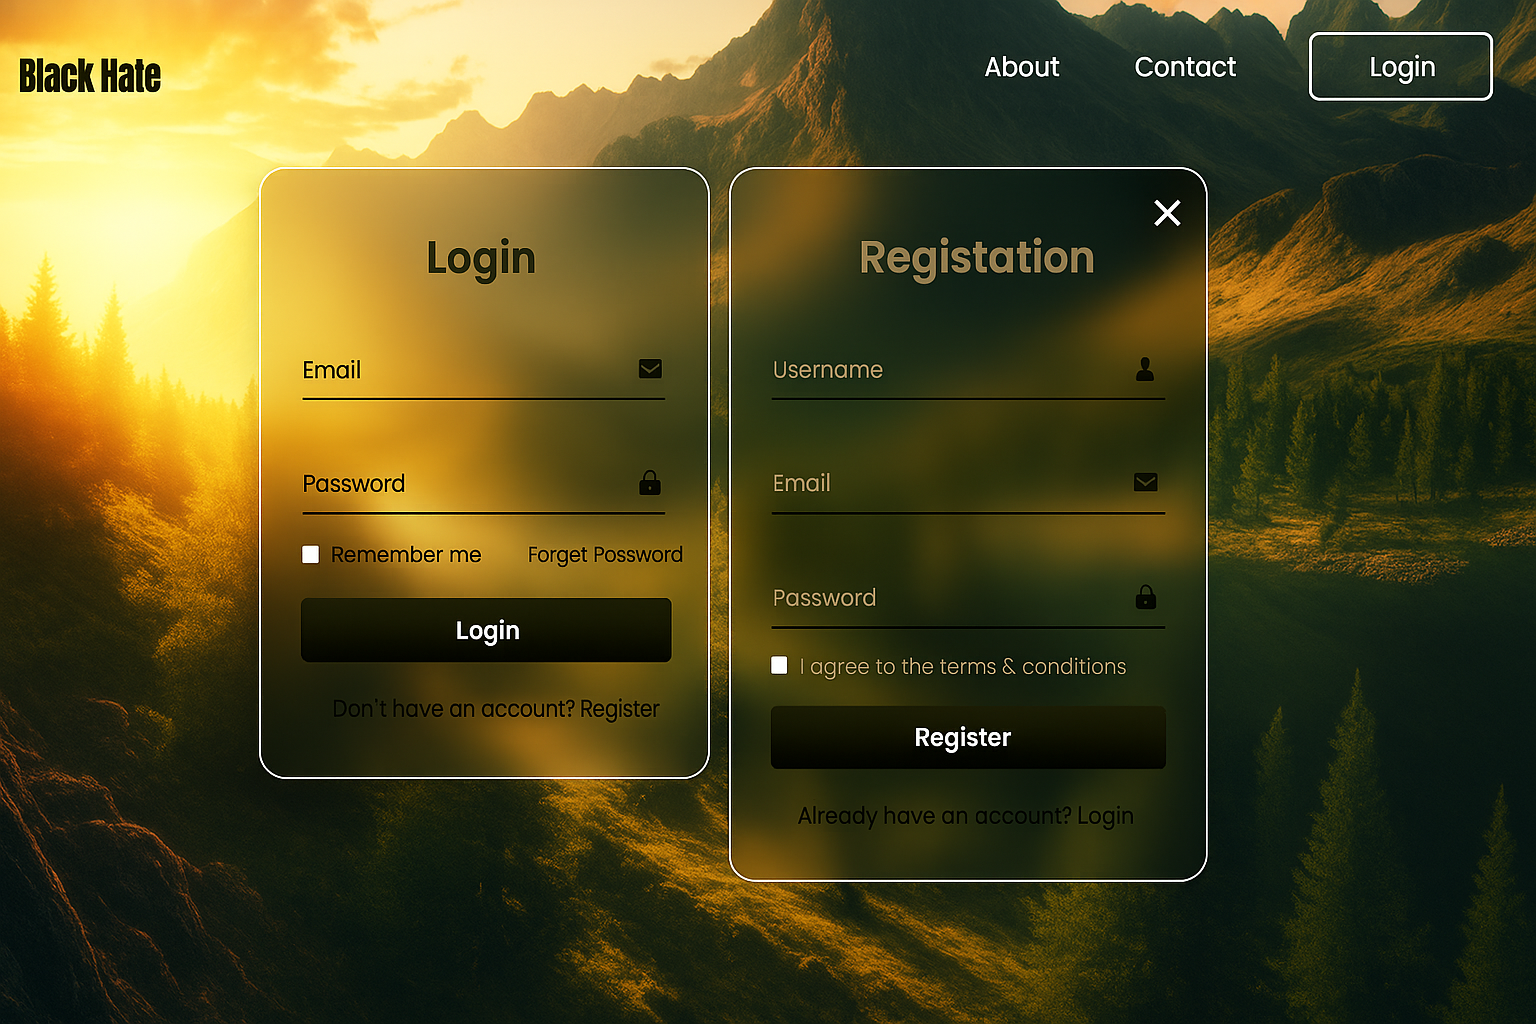 Black Hate
About
Contact
Login
Login
Email
Password
Remember me
Forget Possword
Login
Don't have an account? Register
Registation
Username
Email
Password
I agree to the terms & conditions
Register
Already have an account? Login